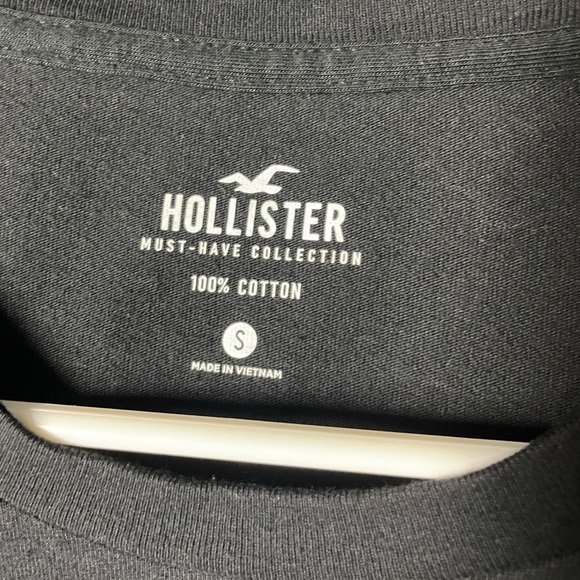 HOLLISTER
MUST-HAVE COLLECTION
100% COTTON
S
MADE IN VIETNAM